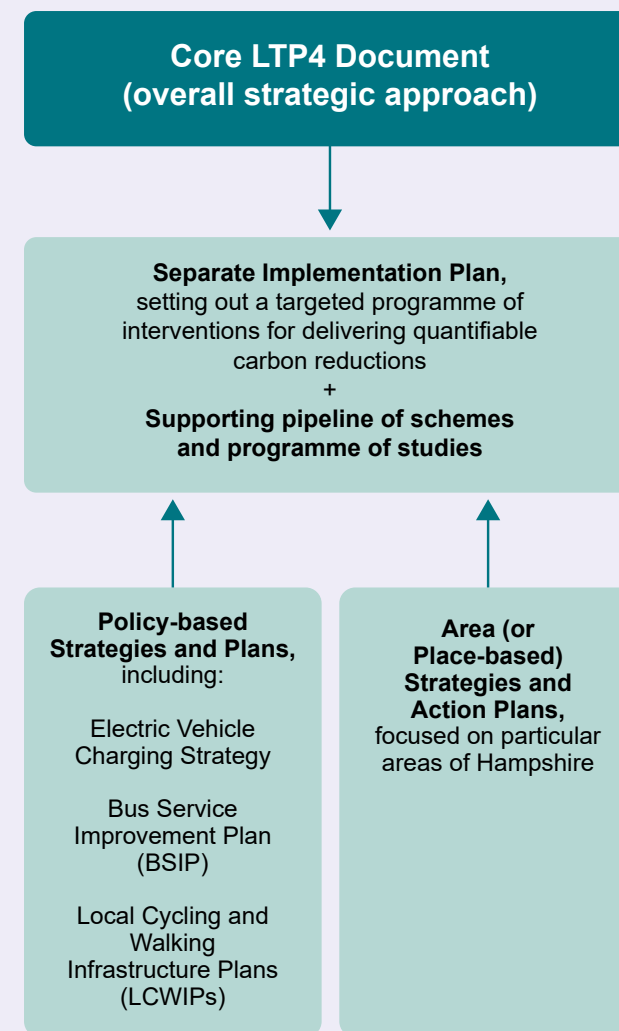 Core LTP4 Document
(overall strategic approach)
Separate Implementation Plan,
setting out a targeted programme of
interventions for delivering quantifiable
carbon reductions
+
Supporting pipeline of schemes
and programme of studies
Policy-based
Strategies and Plans,
including:
Electric Vehicle
Charging Strategy
Bus Service
Improvement Plan
(BSIP)
Local Cycling and
Walking
Infrastructure Plans
(LCWIPs)
Area (or
Place-based)
Strategies and
Action Plans,
focused on particular
areas of Hampshire